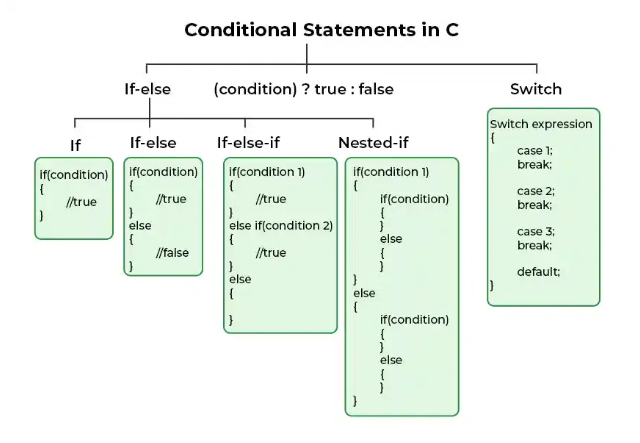 Conditional Statements in C
If-else
(condition) ? true : false
Switch
If
If-else
If-else-if
Nested-if
if(condition)
{
//true
}
if(condition)
{
//true
}
else
{
//false
}
if(condition 1)
{
//true
}
else if(condition 2)
{
//true
}
else
{
}
if(condition 1)
{
if(condition)
{
}
else
{
}
}
else
{
if(condition)
{
}
else
{
}
}
Switch expression
{
case 1;
break;
case 2;
break;
case 3;
break;
default;
}